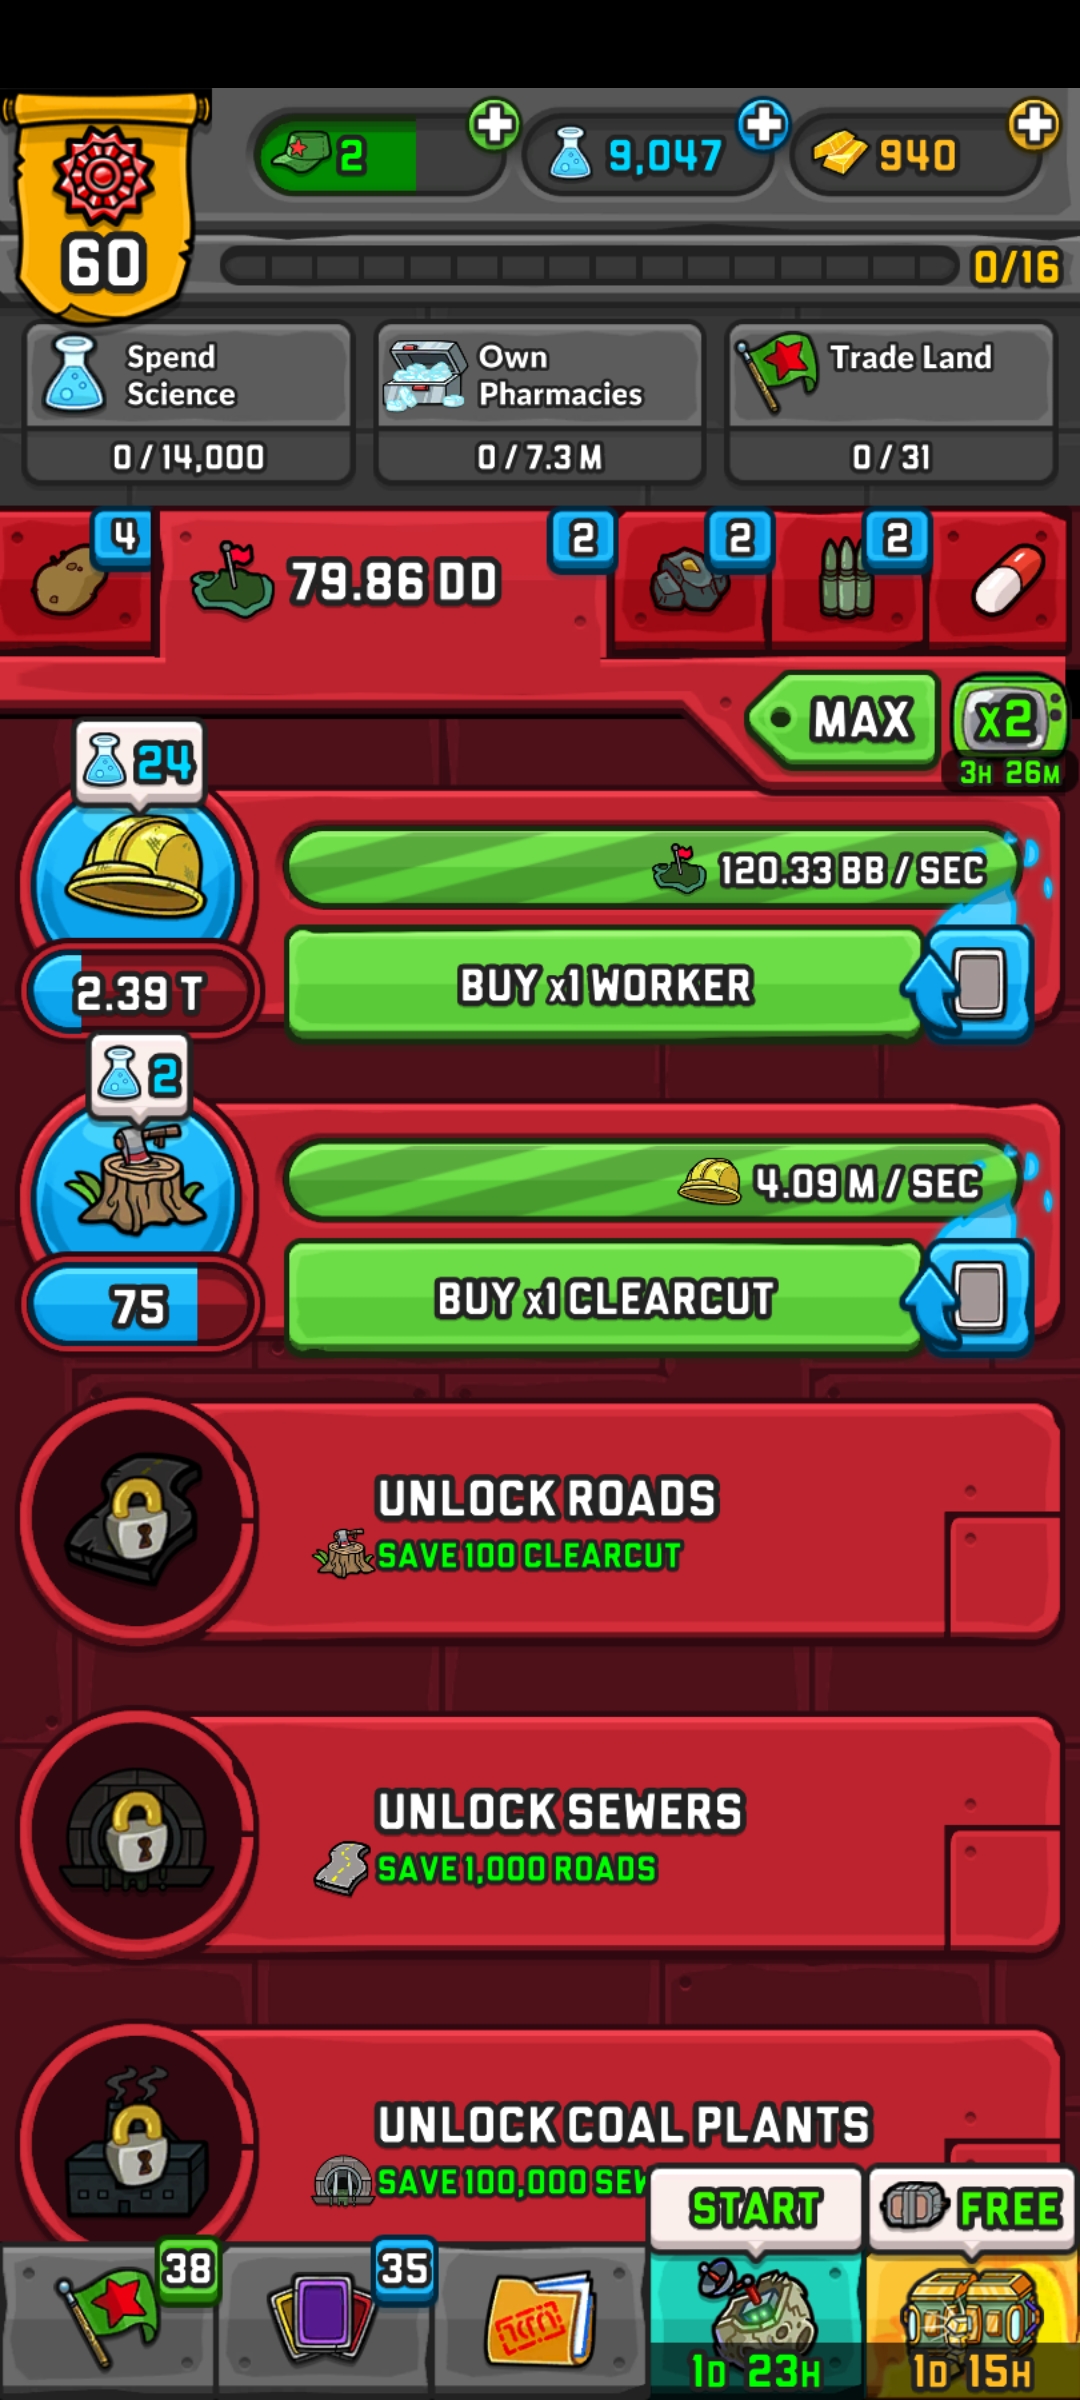 60
2
9,047
940
0/16
Spend
Science
0/14,000
Own
Pharmacies
0/7.3 M
Trade Land
0/31
4
79.86 DD
2
2
2
MAX
x2
3H 26M
24
120.33 BB / SEC
2.39 T
BUY x1 WORKER
2
4.09 M / SEC
75
BUY x1 CLEARCUT
UNLOCK ROADS
SAVE 100 CLEARCUT
UNLOCK SEWERS
SAVE 1,000 ROADS
UNLOCK COAL PLANTS
SAVE 100,000
START
FREE
38
35
1D 23H
1D 15H